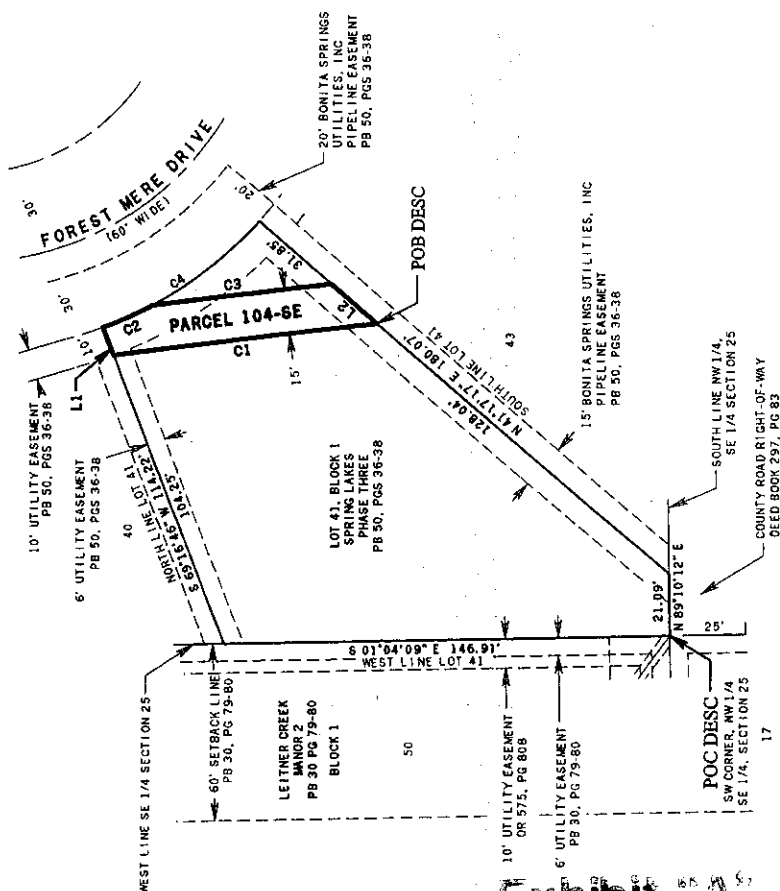 FOREST MERE DRIVE
(60' WIDE)
30'
30'
10'
20'
20' BONITA SPRINGS
UTILITIES, INC
PIPELINE EASEMENT
PB 50, PGS 36-38
10' UTILITY EASEMENT
PB 50, PGS 36-38
L1
6' UTILITY EASEMENT
PB 50, PGS 36-38
40
NORTH LINE LOT 41
S 69°16'46" W 114.22'
104.25'
C2
C4
C3
PARCEL 104-SE
C1
15'
L2
31.85'
POB DESC
LOT 41, BLOCK 1
SPRING LAKES
PHASE THREE
PB 50, PGS 36-38
SOUTH LINE LOT 41
N 41°17'17" E 180.07'
128.04'
43
15' BONITA SPRINGS UTILITIES, INC
PIPELINE EASEMENT
PB 50, PGS 36-38
WEST LINE SE 1/4 SECTION 25
60' SETBACK LINE
PB 30, PG 79-80
LEITNER CREEK
MANOR 2
PB 30 PG 79-80
BLOCK 1
50
S 01°04'09" E 146.91'
WEST LINE LOT 41
10' UTILITY EASEMENT
OR 575, PG 808
6' UTILITY EASEMENT
PB 30, PG 79-80
21.09'
N 89°10'12" E
25'
SOUTH LINE NW 1/4,
SE 1/4 SECTION 25
COUNTY ROAD RIGHT-OF-WAY
DEED BOOK 297, PG 83
POC DESC
SW CORNER, NW 1/4
SE 1/4, SECTION 25
17